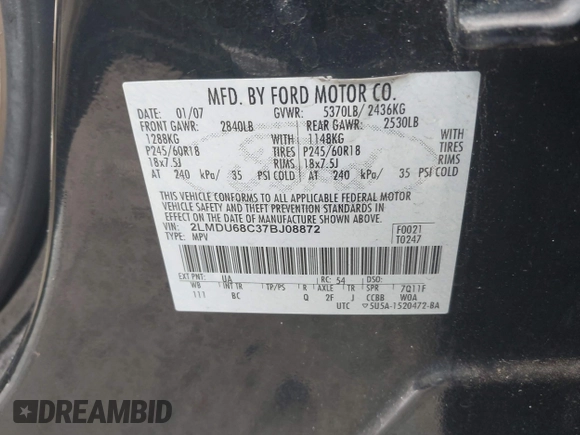 MFD. BY FORD MOTOR CO.
DATE: 01/07 GVWR: 5370LB/ 2436KG
FRONT GAWR: 2840LB REAR GAWR: 2530LB
1288KG WITH 1148KG WITH
P245/60R18 TIRES P245/60R18 TIRES
18x7.5J RIMS 18x7.5J RIMS
AT 240 kPa/ 35 PSI COLD AT 240 kPa/ 35 PSI COLD
THIS VEHICLE CONFORMS TO ALL APPLICABLE FEDERAL MOTOR
VEHICLE SAFETY AND THEFT PREVENTION STANDARDS IN
EFFECT ON THE DATE OF MANUFACTURE SHOWN ABOVE.
VIN: 2LMDU68C37BJ08872 F0021
TYPE: MPV T0247
EXT PNT: UA RC: 54 DSO:
WB INT TR TP/PS R AXLE TR SPR 7Q11F
111 BC Q 2F J CCBB WOA
UTC 5U5A-1520472-BA
DREAMBID